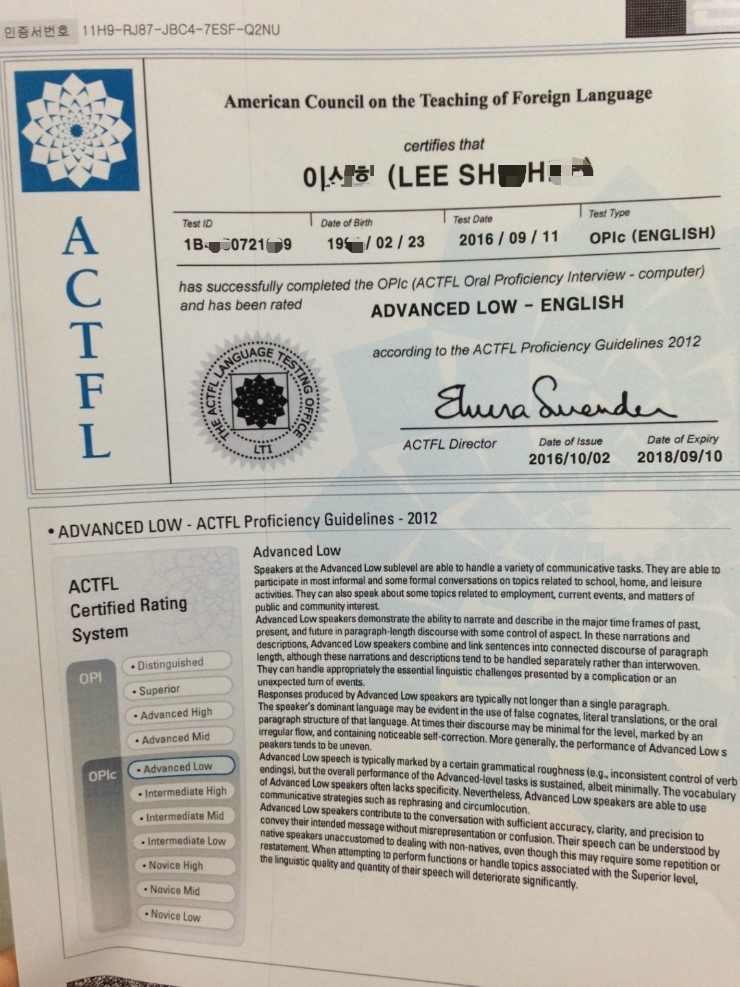 인증서번호 11H9-RJ87-JBC4-7ESF-Q2NU
American Council on the Teaching of Foreign Language
certifies that
(LEE
Test ID
Date of Birth
Test Date
Test Type
/ 02 / 23
2016 / 09 / 11
OPIc (ENGLISH)
has successfully completed the OPIc (ACTFL Oral Proficiency Interview - computer)
and has been rated
ADVANCED LOW – ENGLISH
according to the ACTFL Proficiency Guidelines 2012
ACTFL
THE ACTFL LANGUAGE TESTING OFFICE
LTI
Elvira Swender
ACTFL Director
Date of Issue
Date of Expiry
2016/10/02
2018/09/10
• ADVANCED LOW - ACTFL Proficiency Guidelines - 2012
ACTFL
Certified Rating
System
OPI
• Distinguished
• Superior
• Advanced High
• Advanced Mid
OPIc
• Advanced Low
• Intermediate High
• Intermediate Mid
• Intermediate Low
• Novice High
• Novice Mid
• Novice Low
Advanced Low
Speakers at the Advanced Low sublevel are able to handle a variety of communicative tasks. They are able to
participate in most informal and some formal conversations on topics related to school, home, and leisure
activities. They can also speak about some topics related to employment, current events, and matters of
public and community interest.
Advanced Low speakers demonstrate the ability to narrate and describe in the major time frames of past,
present, and future in paragraph-length discourse with some control of aspect. In these narrations and
descriptions, Advanced Low speakers combine and link sentences into connected discourse of paragraph
length, although these narrations and descriptions tend to be handled separately rather than interwoven.
They can handle appropriately the essential linguistic challenges presented by a complication or an
unexpected turn of events.
Responses produced by Advanced Low speakers are typically not longer than a single paragraph.
The speaker's dominant language may be evident in the use of false cognates, literal translations, or the oral
paragraph structure of that language. At times their discourse may be minimal for the level, marked by an
irregular flow, and containing noticeable self-correction. More generally, the performance of Advanced Low s
peakers tends to be uneven.
Advanced Low speech is typically marked by a certain grammatical roughness (e.g., inconsistent control of verb
endings), but the overall performance of the Advanced-level tasks is sustained, albeit minimally. The vocabulary
of Advanced Low speakers often lacks specificity. Nevertheless, Advanced Low speakers are able to use
communicative strategies such as rephrasing and circumlocution.
Advanced Low speakers contribute to the conversation with sufficient accuracy, clarity, and precision to
convey their intended message without misrepresentation or confusion. Their speech can be understood by
native speakers unaccustomed to dealing with non-natives, even though this may require some repetition or
restatement. When attempting to perform functions or handle topics associated with the Superior level,
the linguistic quality and quantity of their speech will deteriorate significantly.